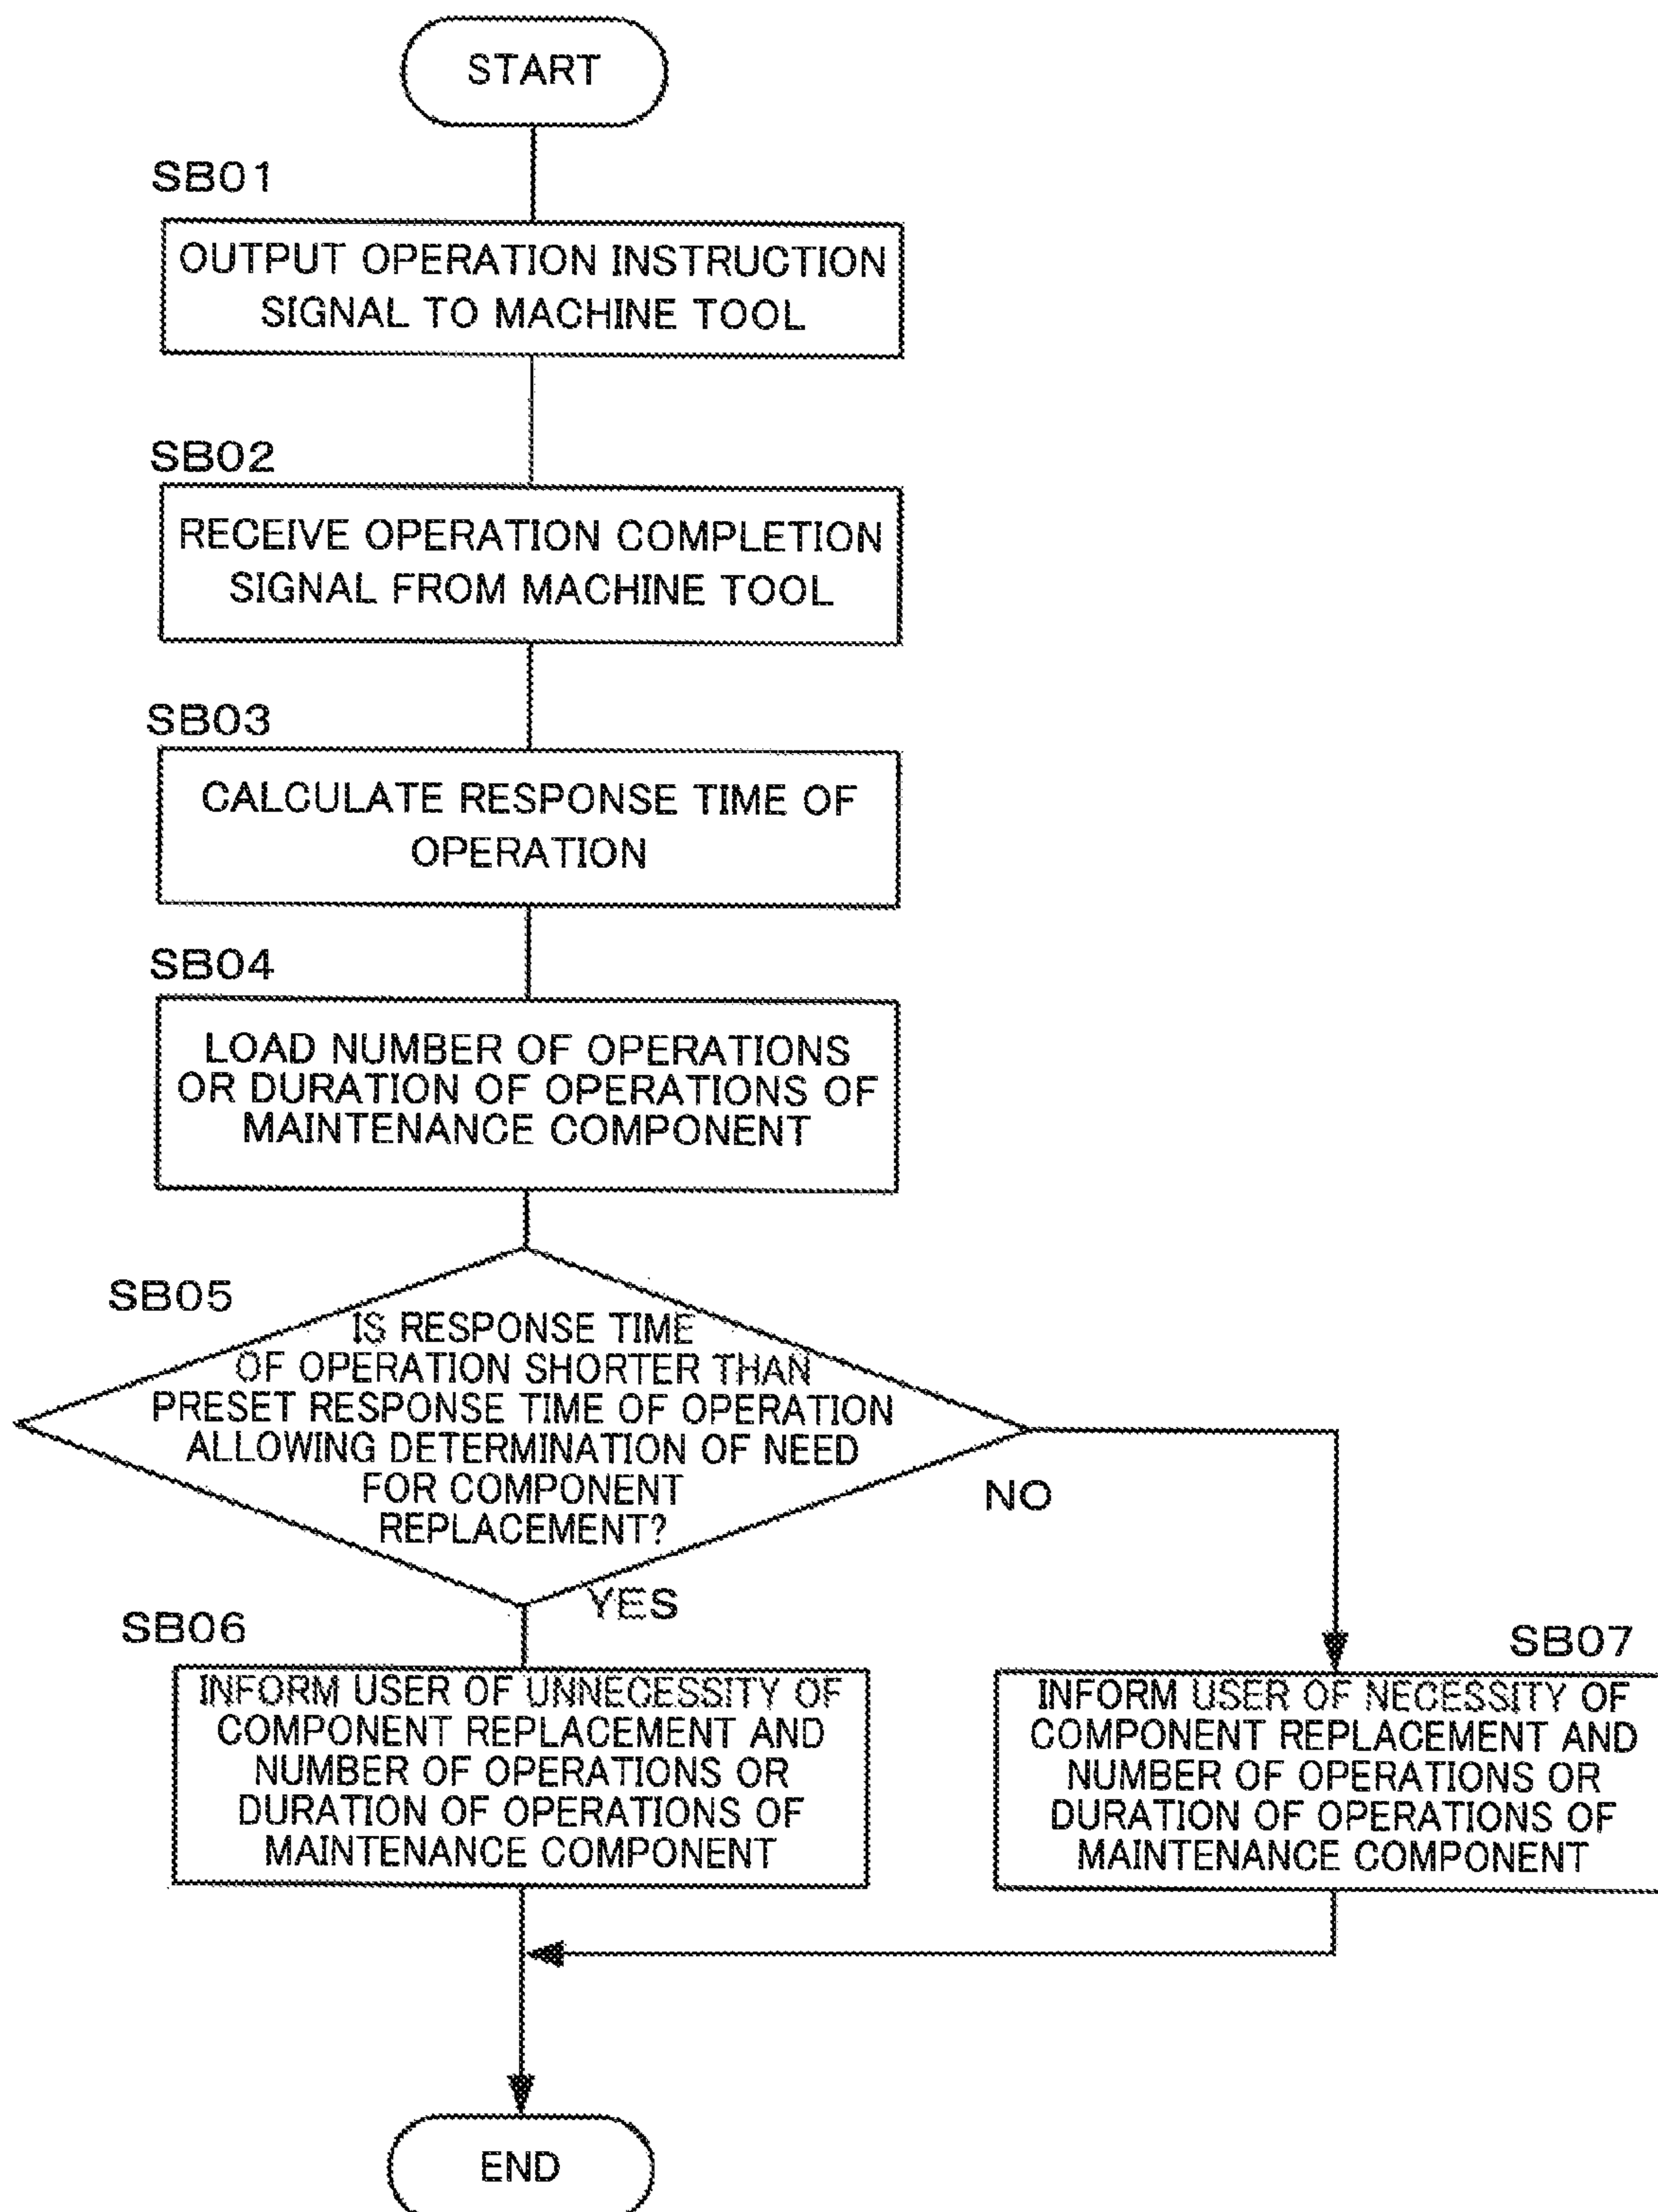 START
SB01
OUTPUT OPERATION INSTRUCTION
SIGNAL TO MACHINE TOOL
SB02
RECEIVE OPERATION COMPLETION
SIGNAL FROM MACHINE TOOL
SB03
CALCULATE RESPONSE TIME OF
OPERATION
SB04
LOAD NUMBER OF OPERATIONS
OR DURATION OF OPERATIONS OF
MAINTENANCE COMPONENT
SB05
IS RESPONSE TIME
OF OPERATION SHORTER THAN
PRESET RESPONSE TIME OF OPERATION
ALLOWING DETERMINATION OF NEED
FOR COMPONENT
REPLACEMENT?
NO
YES
SB06
INFORM USER OF UNNECESSITY OF
COMPONENT REPLACEMENT AND
NUMBER OF OPERATIONS OR
DURATION OF OPERATIONS OF
MAINTENANCE COMPONENT
SB07
INFORM USER OF NECESSITY OF
COMPONENT REPLACEMENT AND
NUMBER OF OPERATIONS OR
DURATION OF OPERATIONS OF
MAINTENANCE COMPONENT
END